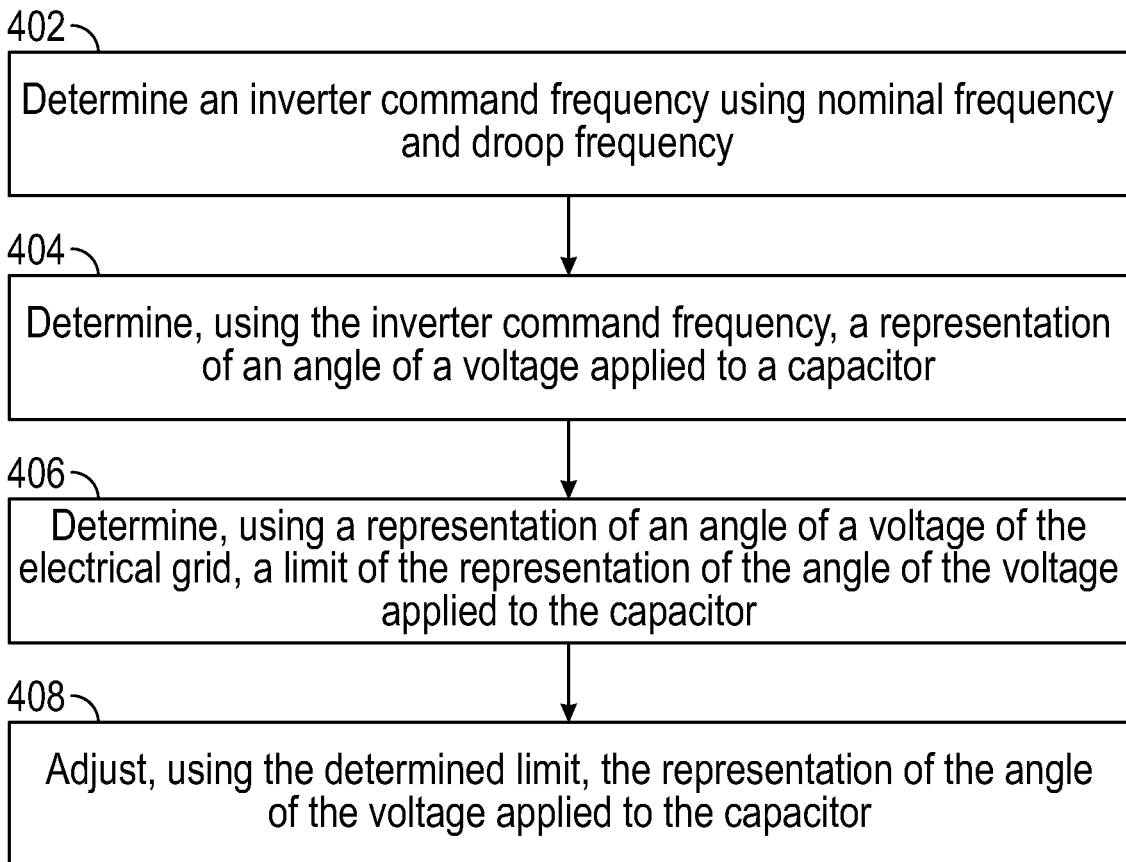 402
Determine an inverter command frequency using nominal frequency
and droop frequency
404
Determine, using the inverter command frequency, a representation
of an angle of a voltage applied to a capacitor
406
Determine, using a representation of an angle of a voltage of the
electrical grid, a limit of the representation of the angle of the voltage
applied to the capacitor
408
Adjust, using the determined limit, the representation of the angle
of the voltage applied to the capacitor